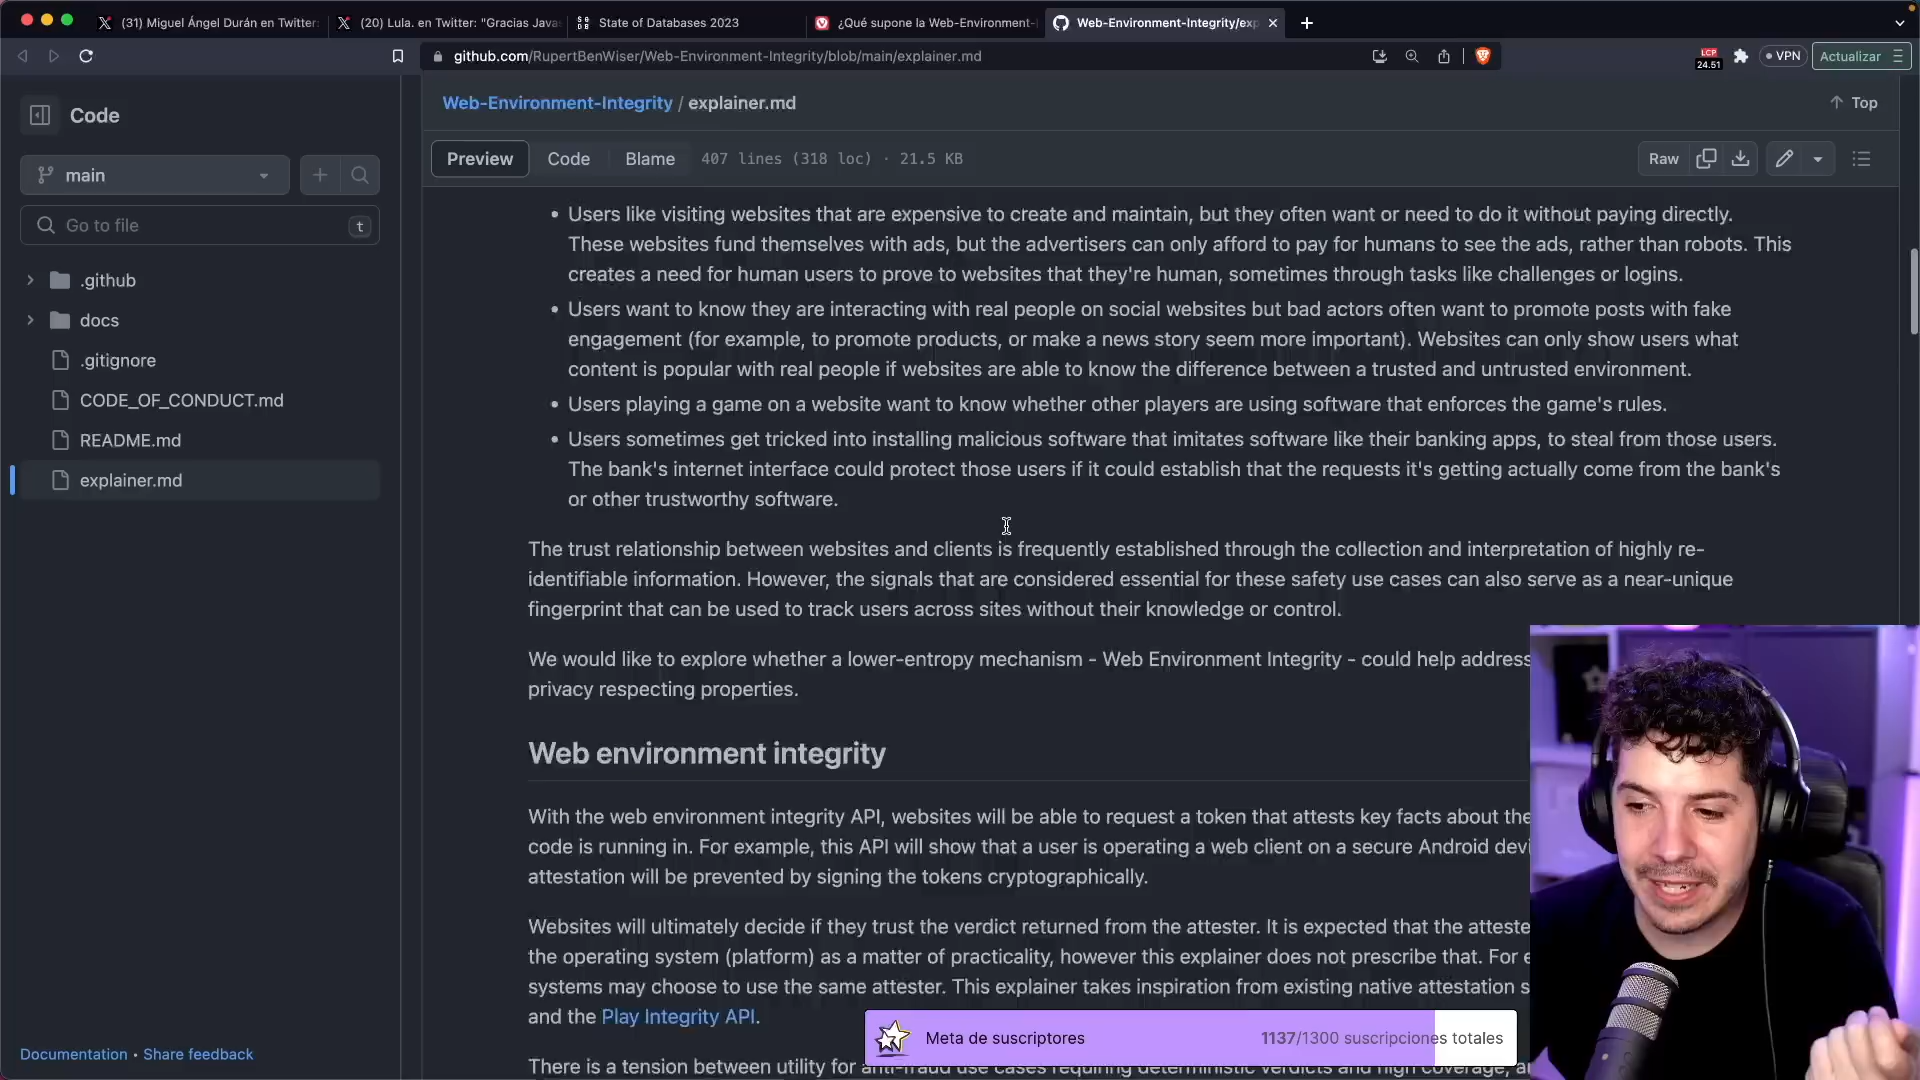 (31) Miguel Ángel Durán en Twitter:
(20) Lula. en Twitter: "Gracias Java
State of Databases 2023
¿Qué supone la Web-Environment-
Web-Environment-Integrity/exp
github.com/RupertBenWiser/Web-Environment-Integrity/blob/main/explainer.md
LCP
24.51
VPN
Actualizar
Code
main
Go to file
t
.github
docs
.gitignore
CODE_OF_CONDUCT.md
README.md
explainer.md
Documentation • Share feedback
Web-Environment-Integrity / explainer.md
Top
Preview
Code
Blame
407 lines (318 loc) · 21.5 KB
Raw
• Users like visiting websites that are expensive to create and maintain, but they often want or need to do it without paying directly.
These websites fund themselves with ads, but the advertisers can only afford to pay for humans to see the ads, rather than robots. This
creates a need for human users to prove to websites that they're human, sometimes through tasks like challenges or logins.
• Users want to know they are interacting with real people on social websites but bad actors often want to promote posts with fake
engagement (for example, to promote products, or make a news story seem more important). Websites can only show users what
content is popular with real people if websites are able to know the difference between a trusted and untrusted environment.
• Users playing a game on a website want to know whether other players are using software that enforces the game's rules.
• Users sometimes get tricked into installing malicious software that imitates software like their banking apps, to steal from those users.
The bank's internet interface could protect those users if it could establish that the requests it's getting actually come from the bank's
or other trustworthy software.
The trust relationship between websites and clients is frequently established through the collection and interpretation of highly re-
identifiable information. However, the signals that are considered essential for these safety use cases can also serve as a near-unique
fingerprint that can be used to track users across sites without their knowledge or control.
We would like to explore whether a lower-entropy mechanism - Web Environment Integrity - could help address
privacy respecting properties.
Web environment integrity
With the web environment integrity API, websites will be able to request a token that attests key facts about the
code is running in. For example, this API will show that a user is operating a web client on a secure Android devi
attestation will be prevented by signing the tokens cryptographically.
Websites will ultimately decide if they trust the verdict returned from the attester. It is expected that the atteste
the operating system (platform) as a matter of practicality, however this explainer does not prescribe that. For e
systems may choose to use the same attester. This explainer takes inspiration from existing native attestation s
and the Play Integrity API.
There is a tension between utility for anti-fraud use cases requiring deterministic verdicts and high coverage, a
Meta de suscriptores
1137/1300 suscripciones totales